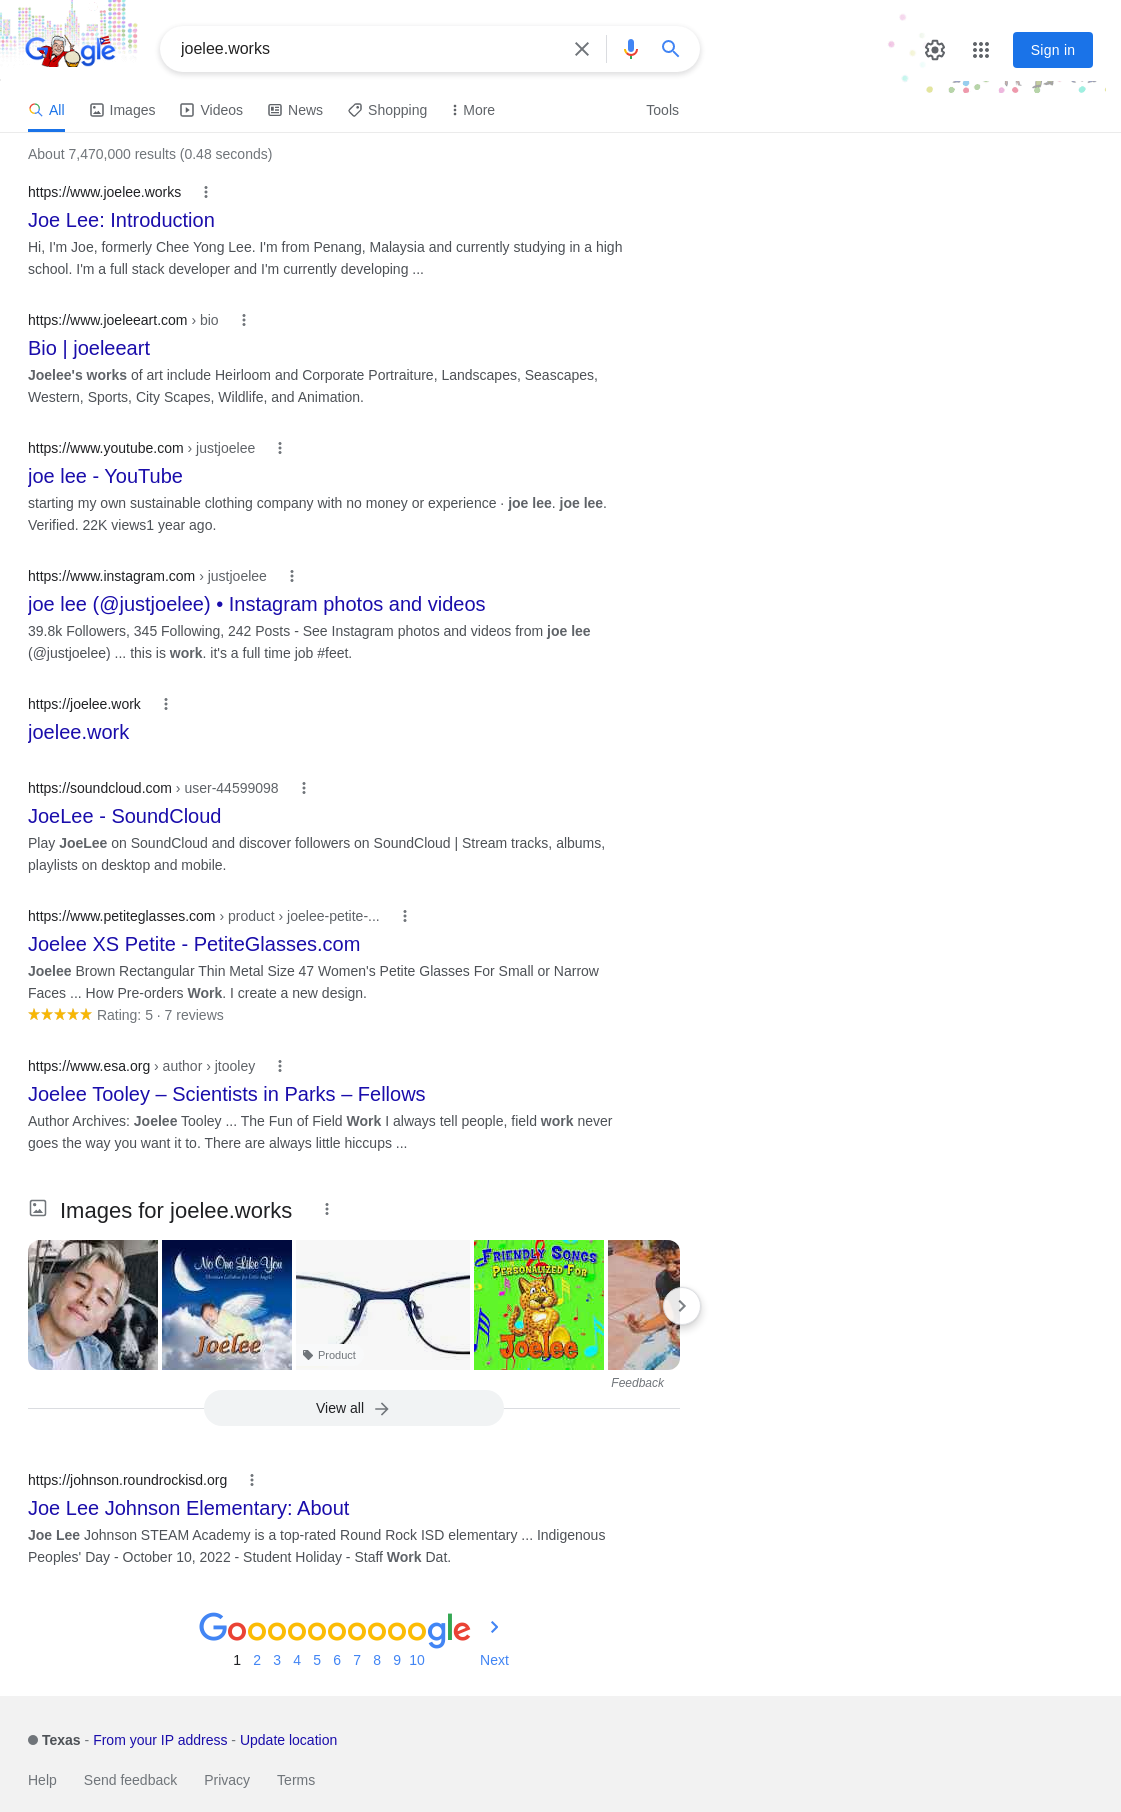 Google
joelee.works
Sign in
All Images Videos News Shopping More Tools
About 7,470,000 results (0.48 seconds)
https://www.joelee.works
Joe Lee: Introduction
Hi, I'm Joe, formerly Chee Yong Lee. I'm from Penang, Malaysia and currently studying in a high
school. I'm a full stack developer and I'm currently developing ...
https://www.joeleeart.com › bio
Bio | joeleeart
Joelee's works of art include Heirloom and Corporate Portraiture, Landscapes, Seascapes,
Western, Sports, City Scapes, Wildlife, and Animation.
https://www.youtube.com › justjoelee
joe lee - YouTube
starting my own sustainable clothing company with no money or experience · joe lee. joe lee.
Verified. 22K views1 year ago.
https://www.instagram.com › justjoelee
joe lee (@justjoelee) • Instagram photos and videos
39.8k Followers, 345 Following, 242 Posts - See Instagram photos and videos from joe lee
(@justjoelee) ... this is work. it's a full time job #feet.
https://joelee.work
joelee.work
https://soundcloud.com › user-44599098
JoeLee - SoundCloud
Play JoeLee on SoundCloud and discover followers on SoundCloud | Stream tracks, albums,
playlists on desktop and mobile.
https://www.petiteglasses.com › product › joelee-petite-...
Joelee XS Petite - PetiteGlasses.com
Joelee Brown Rectangular Thin Metal Size 47 Women's Petite Glasses For Small or Narrow
Faces ... How Pre-orders Work. I create a new design.
Rating: 5 · 7 reviews
https://www.esa.org › author › jtooley
Joelee Tooley – Scientists in Parks – Fellows
Author Archives: Joelee Tooley ... The Fun of Field Work I always tell people, field work never
goes the way you want it to. There are always little hiccups ...
Images for joelee.works
No One Like You
Christian Lullabies for Little Angels
Joelee
Product
FRIENDLY SONGS
PERSONALIZED FOR
Joelee
Feedback
View all
https://johnson.roundrockisd.org
Joe Lee Johnson Elementary: About
Joe Lee Johnson STEAM Academy is a top-rated Round Rock ISD elementary ... Indigenous
Peoples' Day - October 10, 2022 - Student Holiday - Staff Work Dat.
Goooooooooogle
1 2 3 4 5 6 7 8 9 10 Next
Texas - From your IP address - Update location
Help Send feedback Privacy Terms